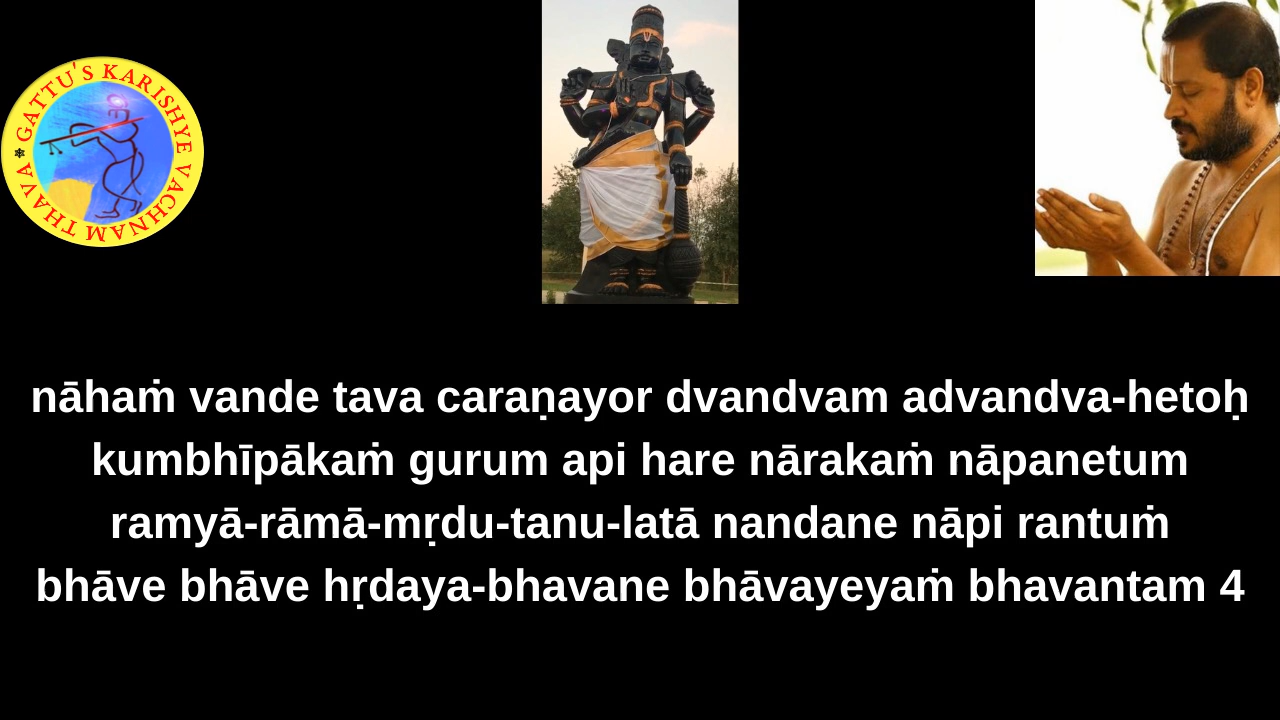 GATTU'S KARISHYE VACHNAM THAVA
nāhaṁ vande tava caraṇayor dvandvam advandva-hetoḥ
kumbhīpākaṁ gurum api hare nārakaṁ nāpanetum
ramyā-rāmā-mṛdu-tanu-latā nandane nāpi rantuṁ
bhāve bhāve hṛdaya-bhavane bhāvayeyaṁ bhavantam 4